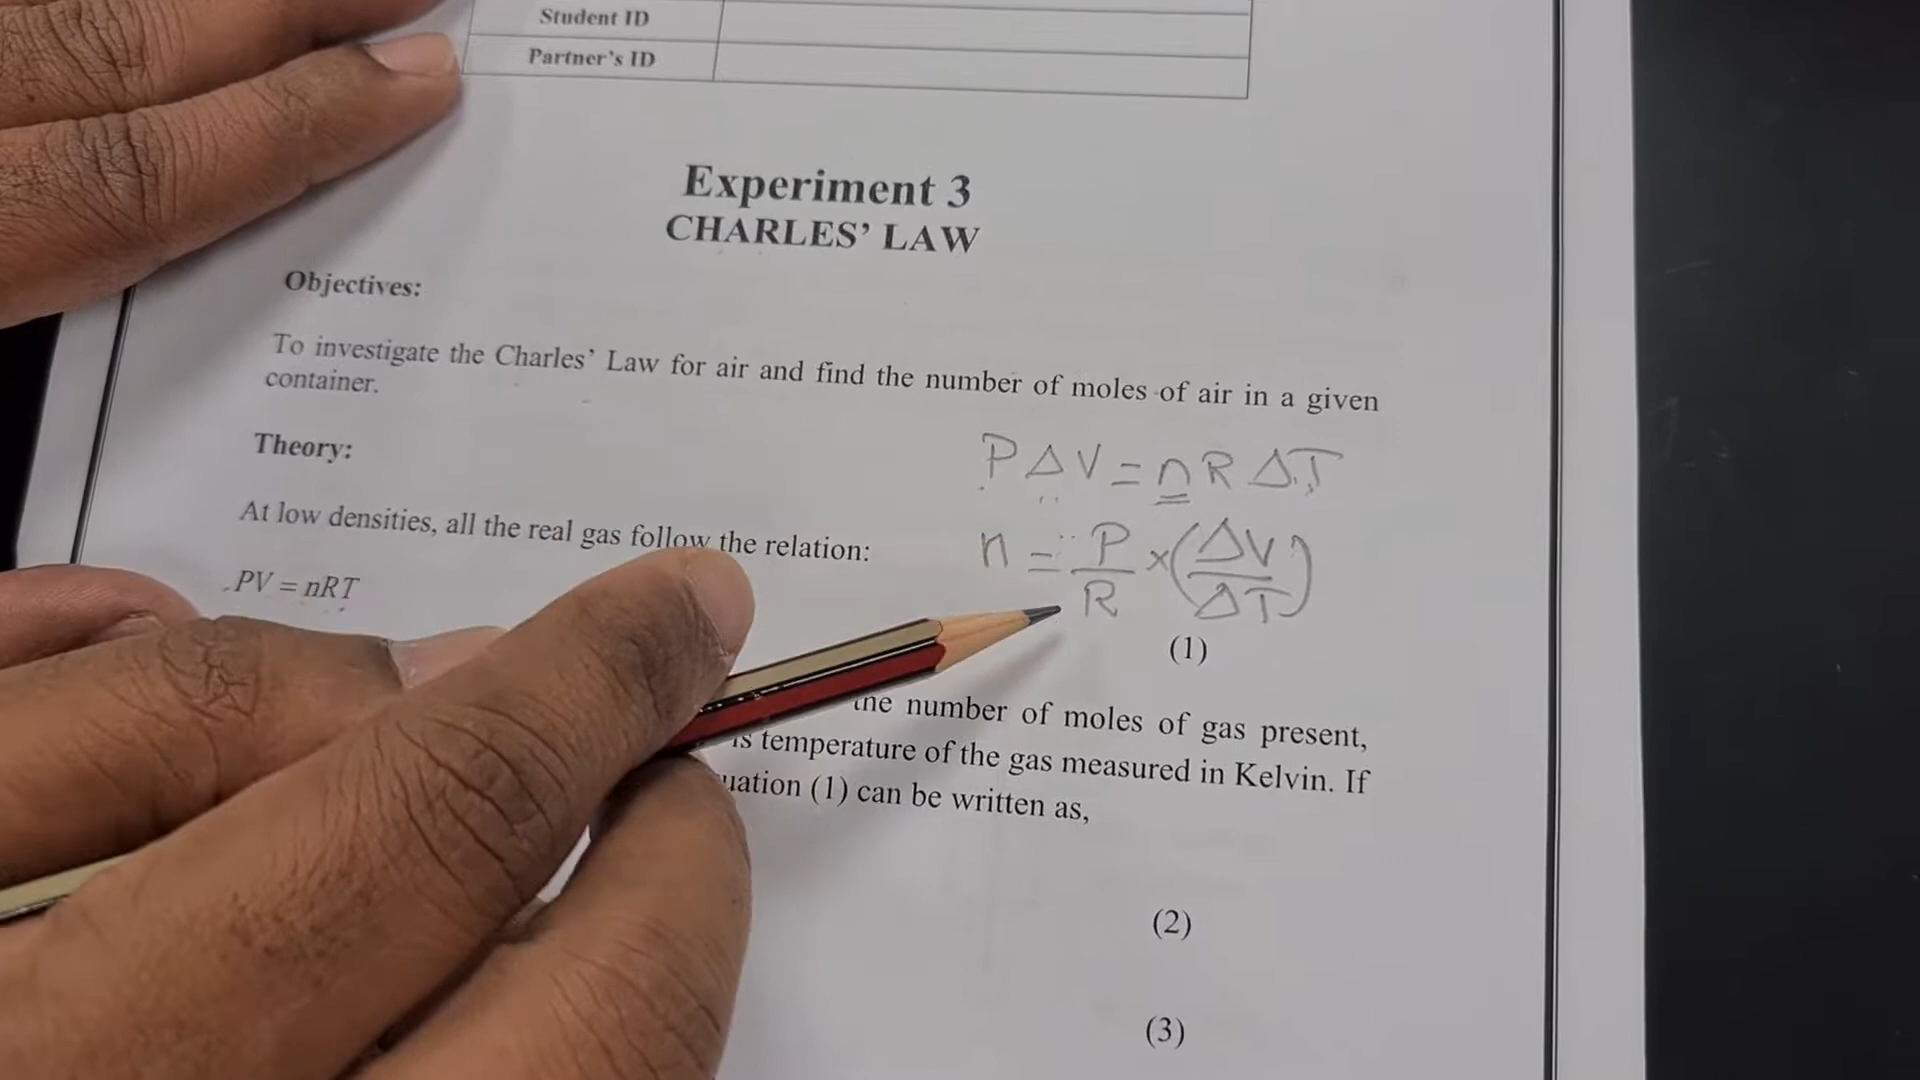 Student ID
Partner's ID
Experiment 3
CHARLES' LAW
Objectives:
To investigate the Charles' Law for air and find the number of moles of air in a given
container.
Theory:
PΔV = nRΔT
At low densities, all the real gas follow the relation:
n = P/R × (ΔV/ΔT)
PV = nRT
(1)
the number of moles of gas present,
is temperature of the gas measured in Kelvin. If
(1) can be written as,
(2)
(3)